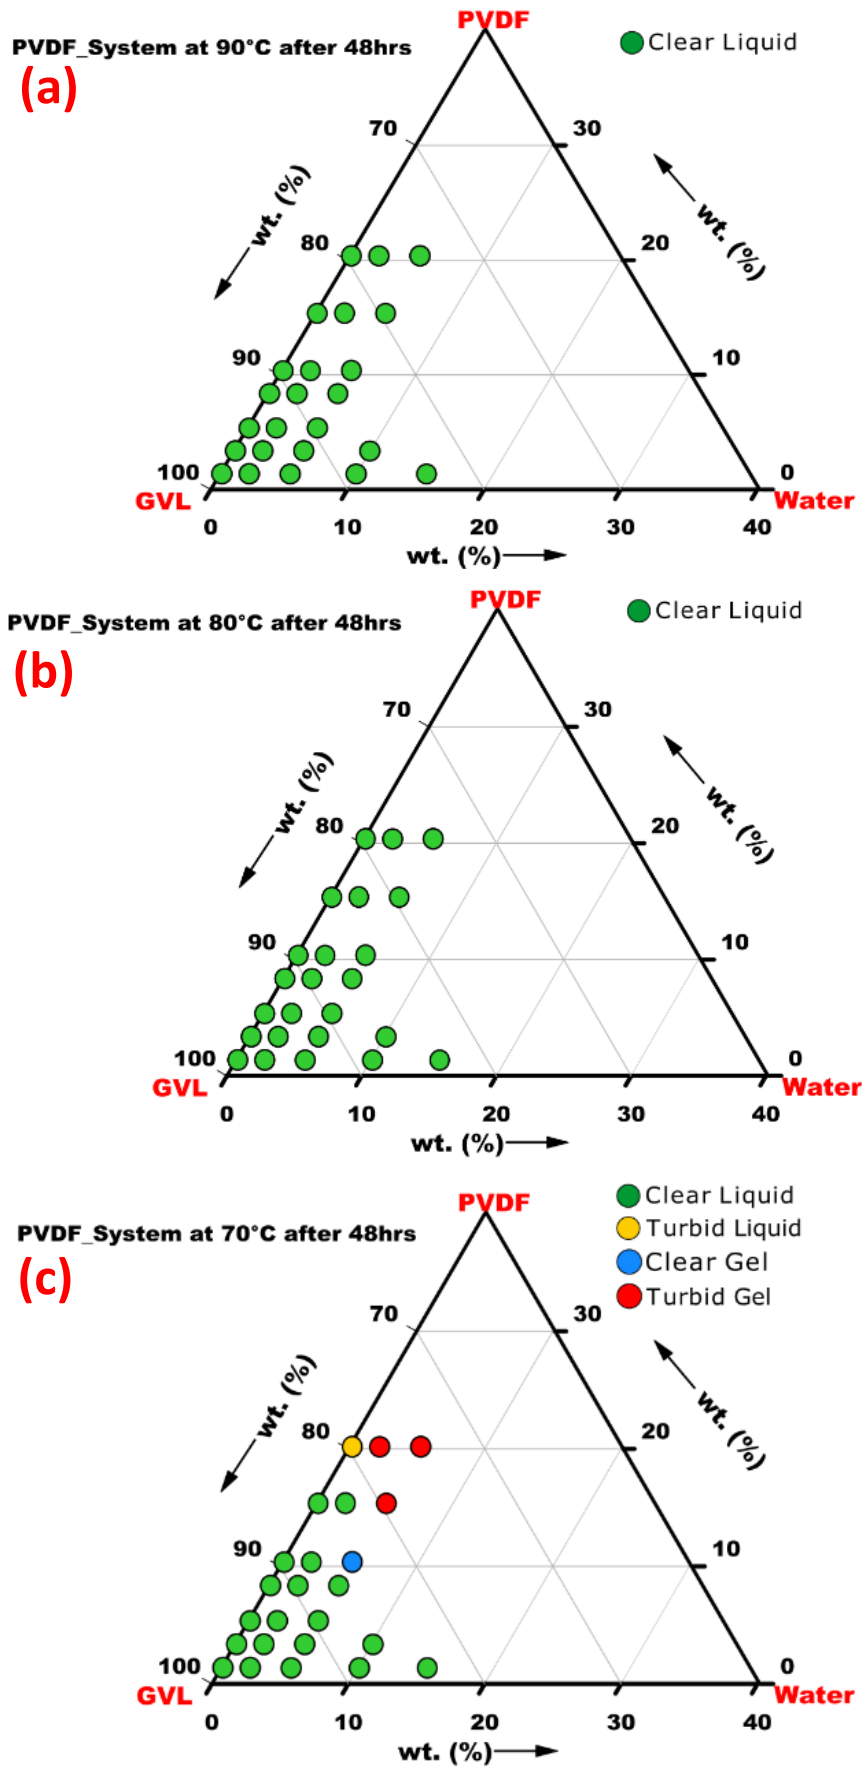 PVDF
PVDF_System at 90°C after 48hrs
Clear Liquid
(a)
70
30
wt. (%)
wt. (%)
80
20
90
10
100
0
GVL
Water
0
10
20
30
40
wt. (%)
PVDF
PVDF_System at 80°C after 48hrs
Clear Liquid
(b)
70
30
wt. (%)
wt. (%)
80
20
90
10
100
0
GVL
Water
0
10
20
30
40
wt. (%)
Clear Liquid
PVDF
Turbid Liquid
PVDF_System at 70°C after 48hrs
Clear Gel
(c)
Turbid Gel
70
30
wt. (%)
wt. (%)
80
20
90
10
100
0
GVL
Water
0
10
20
30
40
wt. (%)